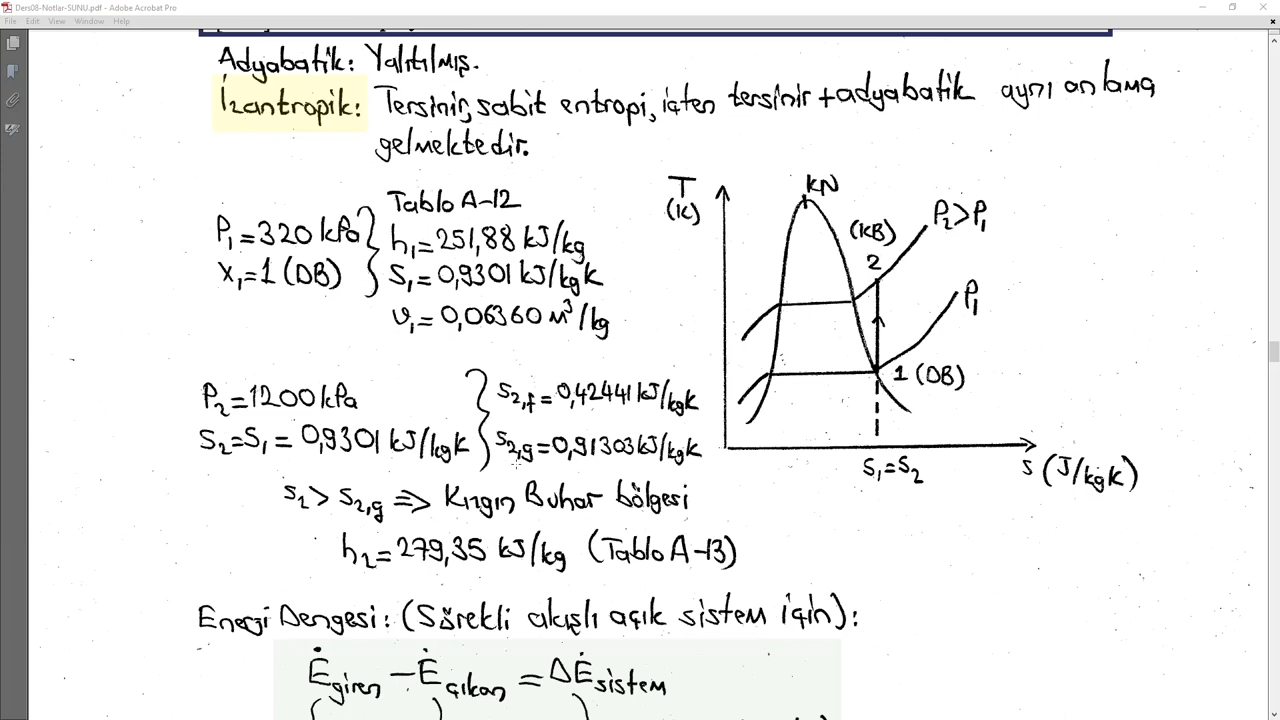 Ders08-Notlar-SUNU.pdf - Adobe Acrobat Pro
File Edit View Window Help
Adyabatik: Yalıtılmış.
İzantropik: Tersinir, sabit entropi, içten tersinir + adyabatik aynı anlama
gelmektedir.
Tablo A-12
P₁ = 320 kPa
x₁ = 1 (DB)
h₁ = 251,88 kJ/kg
s₁ = 0,9301 kJ/kgK
v₁ = 0,06360 m³/kg
T
(K)
KN
(KB)
2
P₂ > P₁
P₁
1 (DB)
s₁ = s₂
s (J/kgK)
P₂ = 1200 kPa
s₂ = s₁ = 0,9301 kJ/kgK
s₂,f = 0,42441 kJ/kgK
s₂,g = 0,91303 kJ/kgK
s₂ > s₂,g => Kızgın Buhar bölgesi
h₂ = 279,35 kJ/kg (Tablo A-13)
Enerji Dengesi: (Sürekli akışlı açık sistem için):
Ė giren − Ė çıkan = ΔĖ sistem